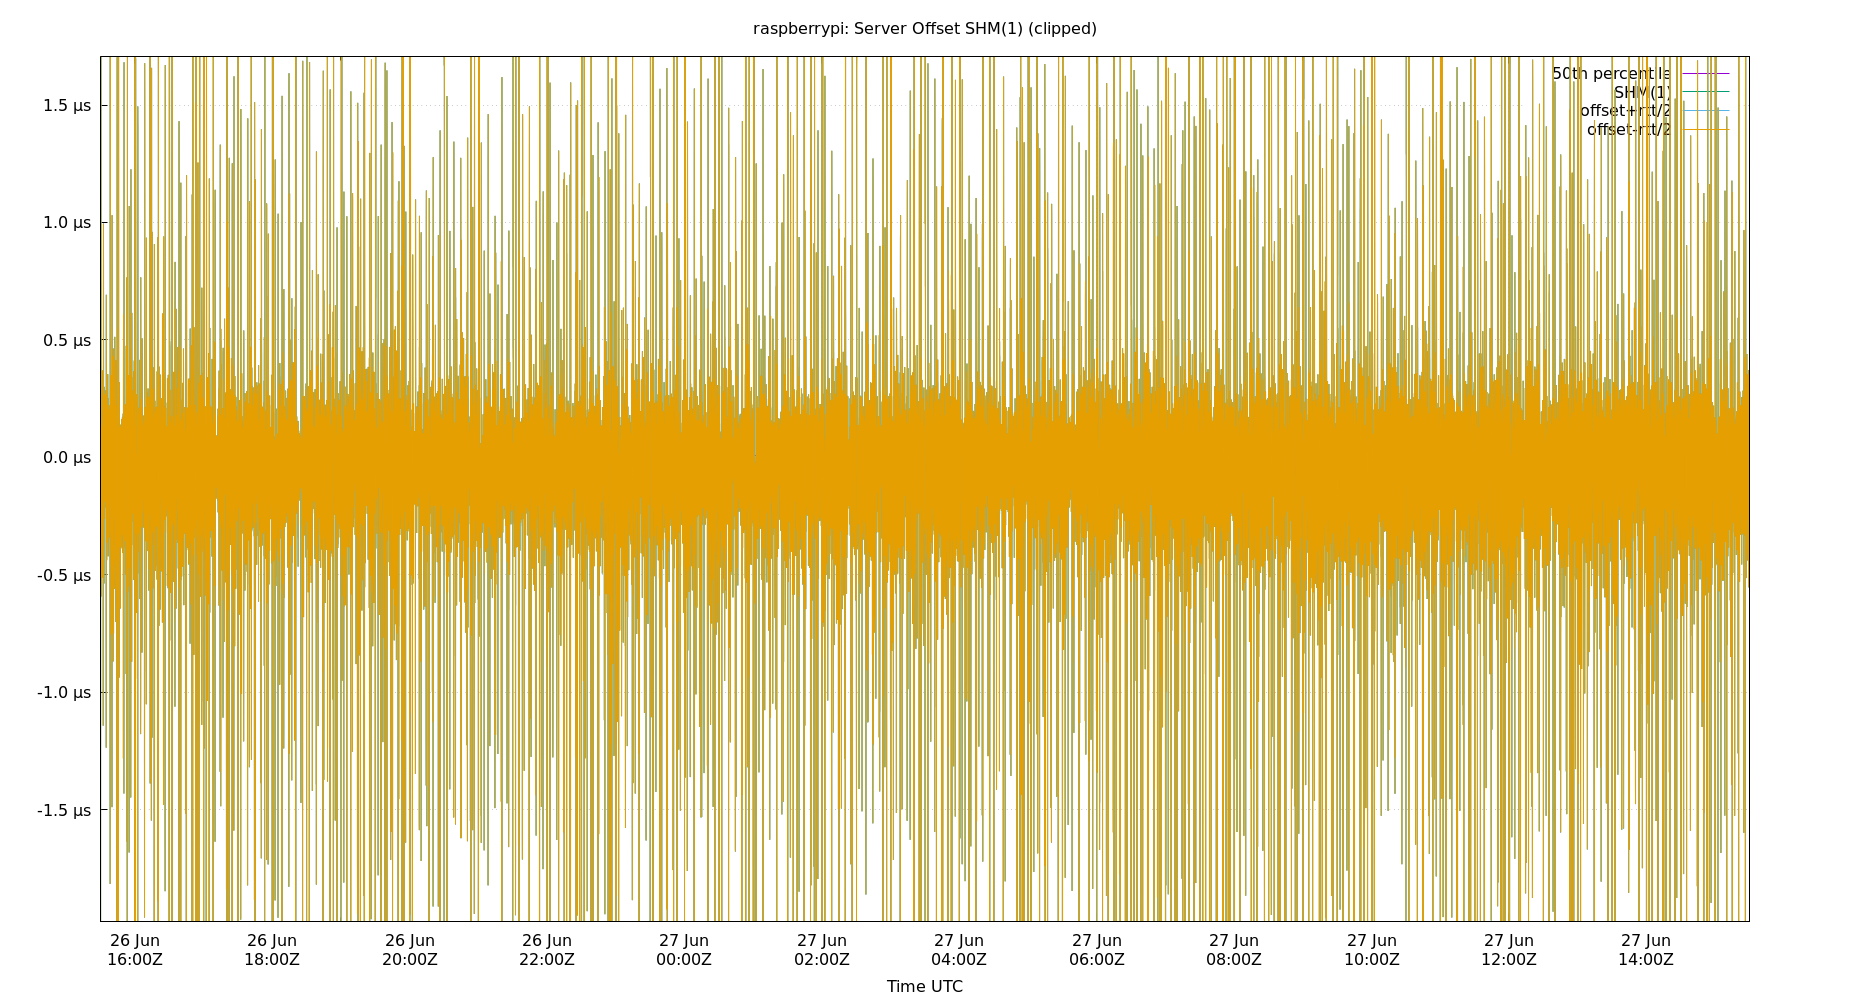 raspberrypi: Server Offset SHM(1) (clipped)
50th percentile
SHM(1)
offset+rtt/2
offset-rtt/2
1.5 µs
1.0 µs
0.5 µs
0.0 µs
-0.5 µs
-1.0 µs
-1.5 µs
26 Jun 26 Jun 26 Jun 26 Jun 27 Jun 27 Jun 27 Jun 27 Jun 27 Jun 27 Jun 27 Jun 27 Jun
16:00Z 18:00Z 20:00Z 22:00Z 00:00Z 02:00Z 04:00Z 06:00Z 08:00Z 10:00Z 12:00Z 14:00Z
Time UTC